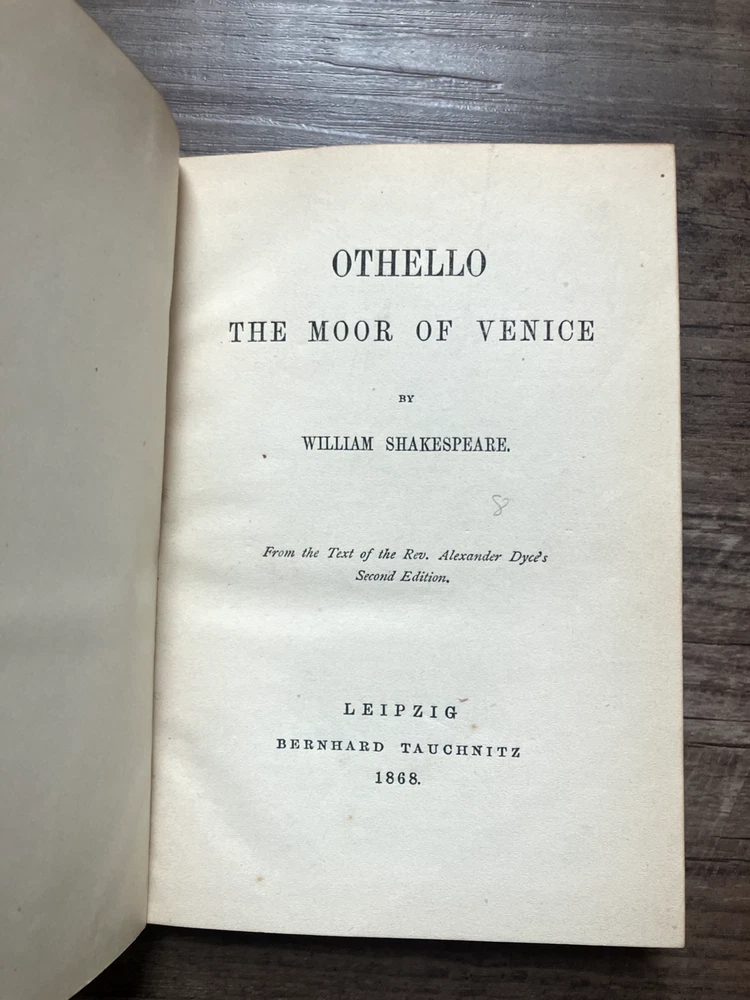 OTHELLO
THE MOOR OF VENICE
BY
WILLIAM SHAKESPEARE.
8
From the Text of the Rev. Alexander Dyce's
Second Edition.
LEIPZIG
BERNHARD TAUCHNITZ
1868.